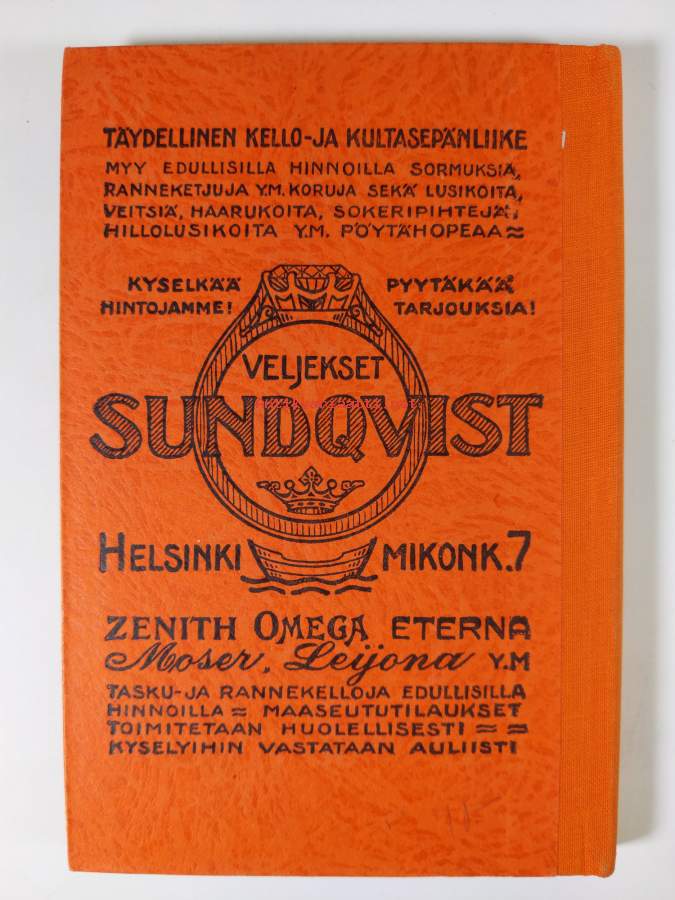 TÄYDELLINEN KELLO-JA KULTASEPÄNLIIKE
MYY EDULLISILLA HINNOILLA SORMUKSIA,
RANNEKETJUJA Y.M. KORUJA SEKÄ LUSIKOITA,
VEITSIÄ, HAARUKOITA, SOKERIPIHTEJÄ,
HILLOLUSIKOITA Y.M. PÖYTÄHOPEAA =
KYSELKÄÄ HINTOJAMME!
PYYTÄKÄÄ TARJOUKSIA!
VELJEKSET
SUNDQVIST
HELSINKI MIKONK.7
ZENITH OMEGA ETERNA
Moser, Leijona Y.M
TASKU-JA RANNEKELLOJA EDULLISILLA
HINNOILLA = MAASEUTUTILAUKSET
TOIMITETAAN HUOLELLISESTI = =
KYSELYIHIN VASTATAAN AULIISTI